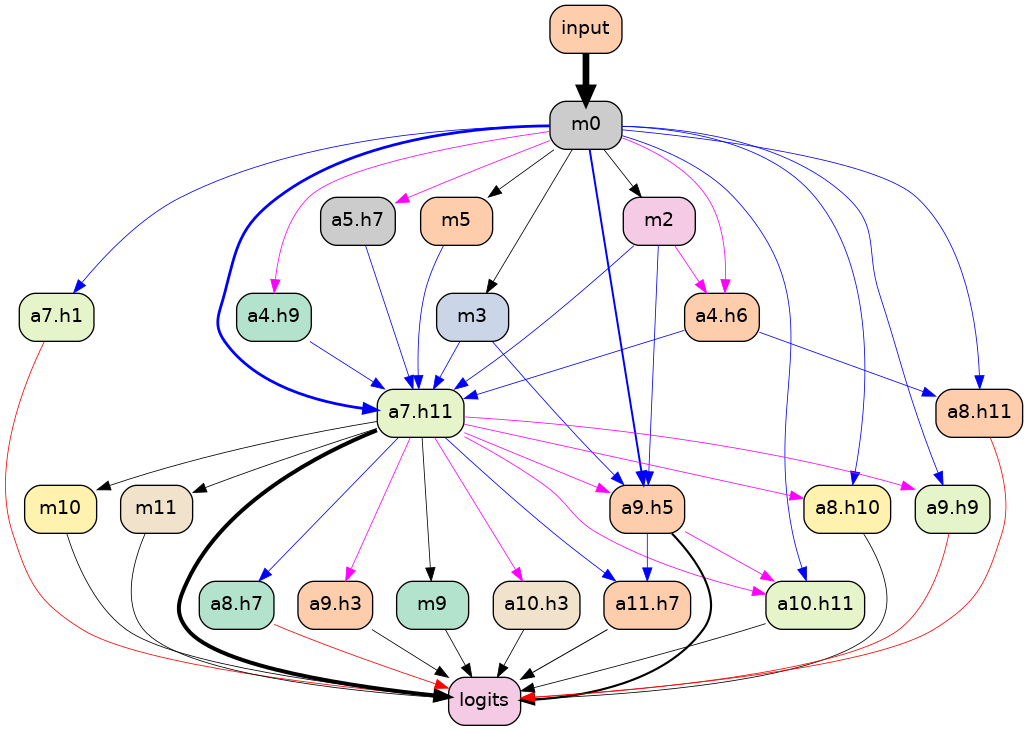 input
m0
a5.h7
m5
m2
a7.h1
a4.h9
m3
a4.h6
a7.h11
a8.h11
m10
m11
a9.h5
a8.h10
a9.h9
a8.h7
a9.h3
m9
a10.h3
a11.h7
a10.h11
logits